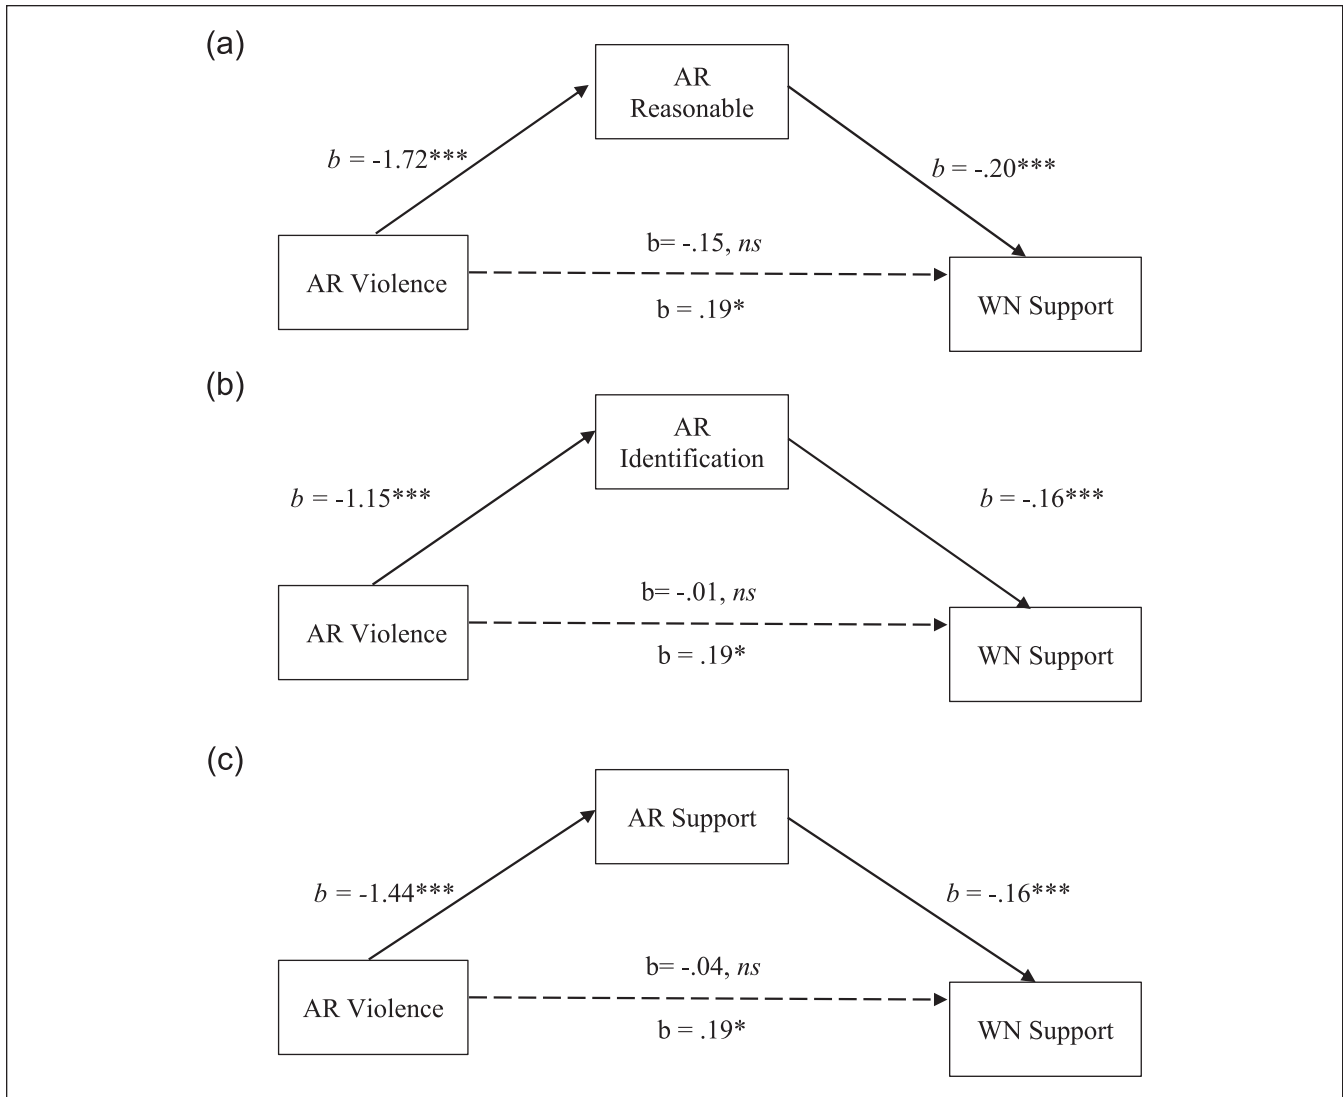 (a)
AR
Reasonable
b = -1.72***
b = -.20***
b= -.15, ns
AR Violence
b = .19*
WN Support
(b)
AR
Identification
b = -1.15***
b = -.16***
b= -.01, ns
AR Violence
b = .19*
WN Support
(c)
AR Support
b = -1.44***
b = -.16***
b= -.04, ns
AR Violence
b = .19*
WN Support